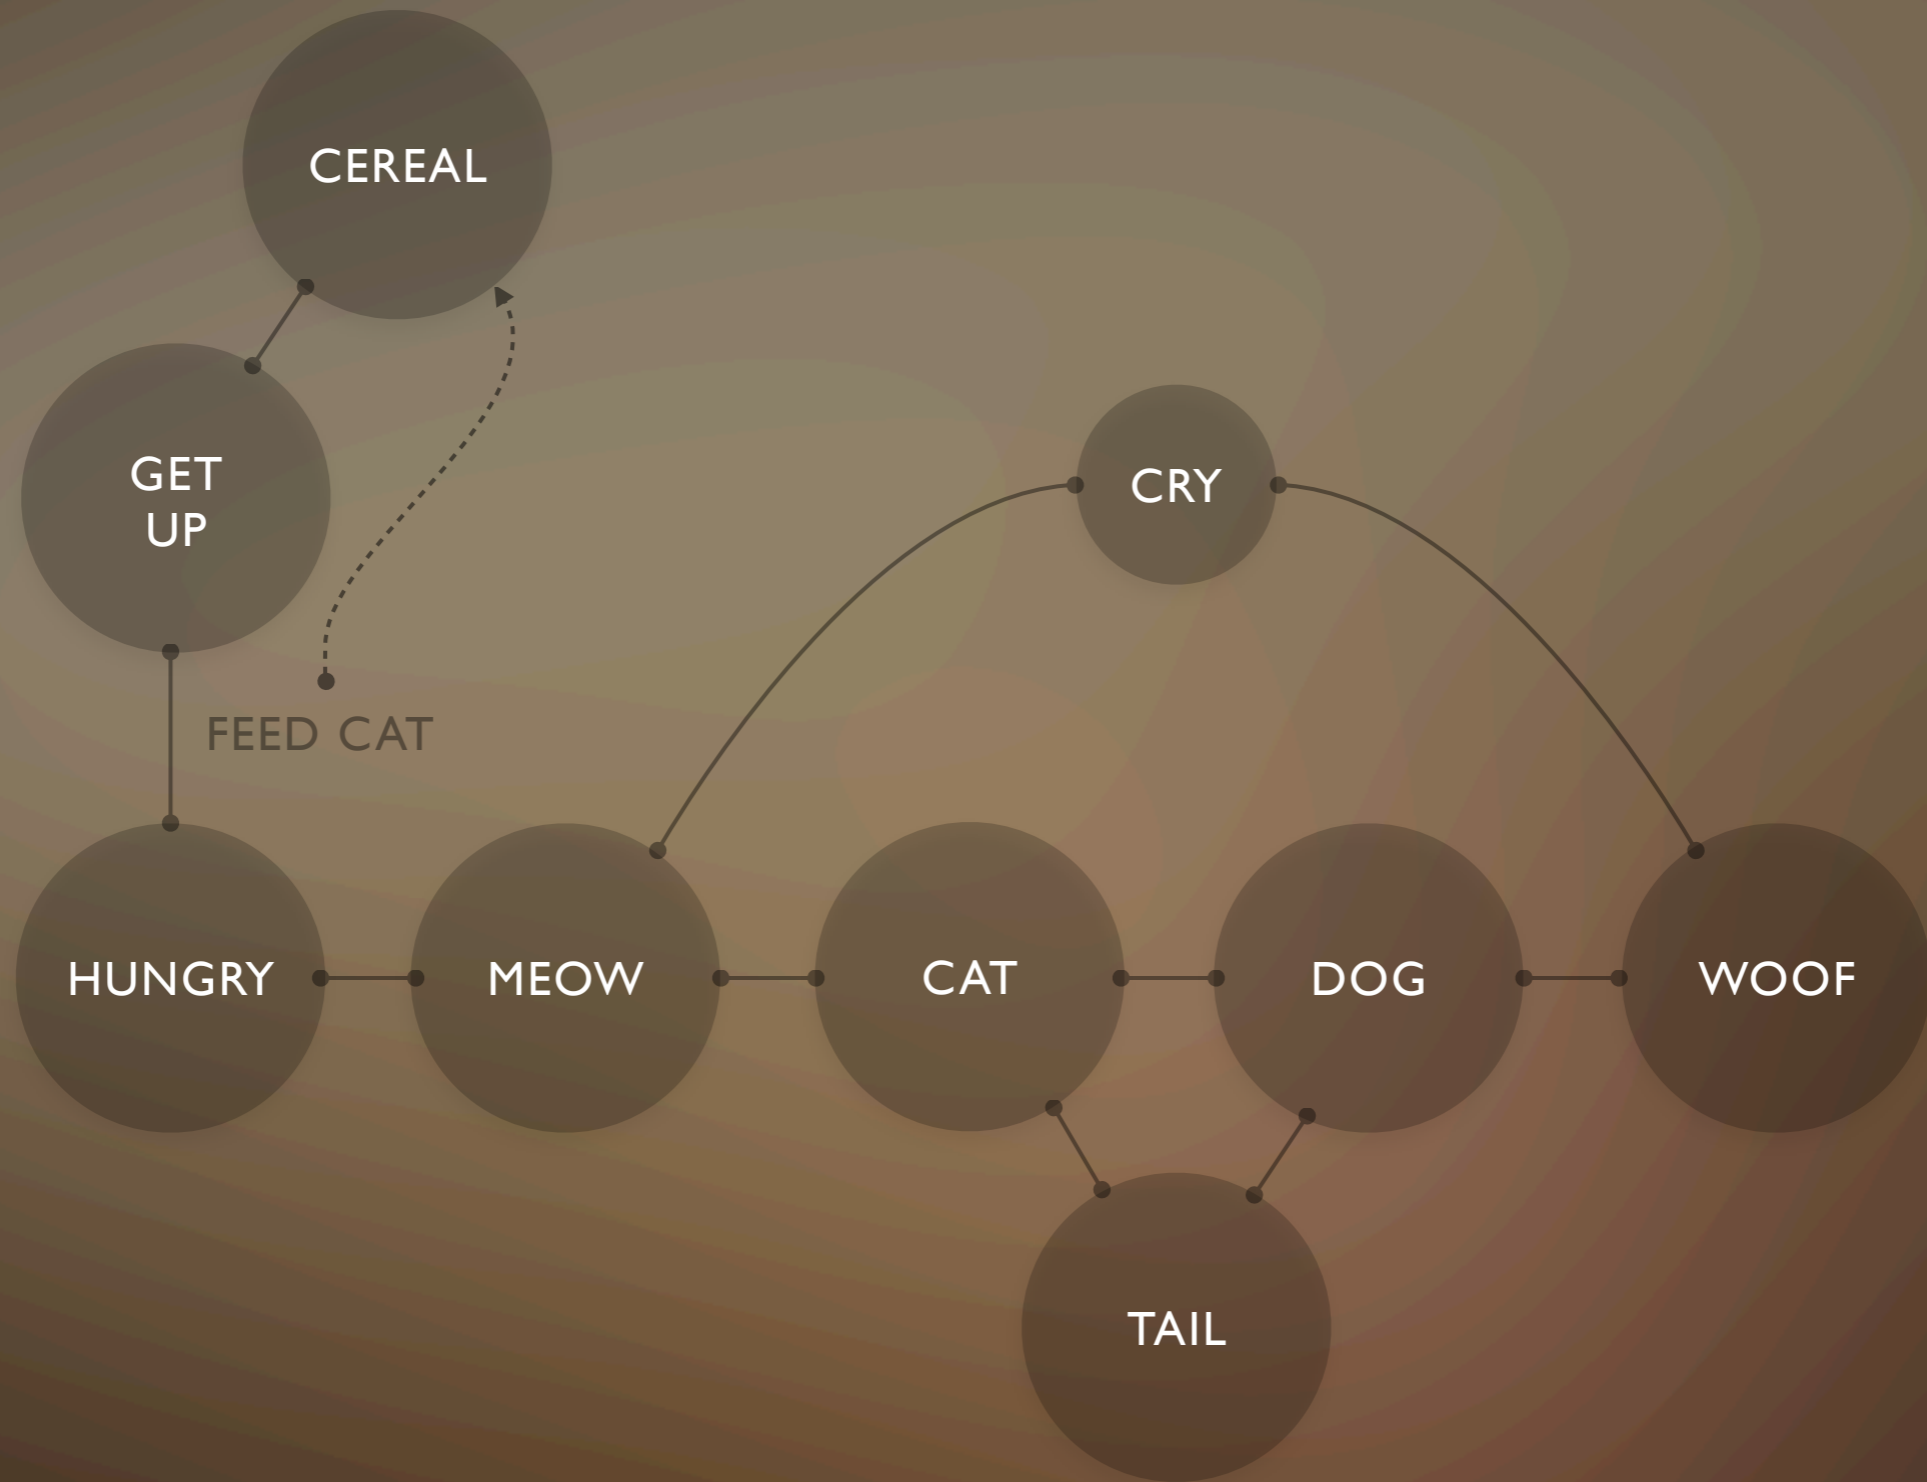 CEREAL
GET
UP
CRY
FEED CAT
HUNGRY
MEOW
CAT
DOG
WOOF
TAIL